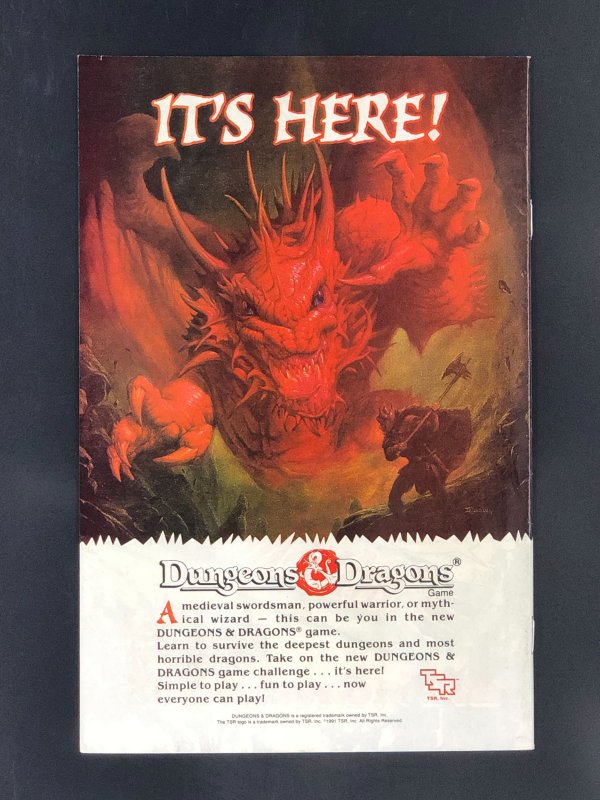 IT'S HERE!
Dungeons & Dragons®
Game
A medieval swordsman, powerful warrior, or myth-
ical wizard — this can be you in the new
DUNGEONS & DRAGONS® game.
Learn to survive the deepest dungeons and most
horrible dragons. Take on the new DUNGEONS &
DRAGONS game challenge . . . it's here!
Simple to play . . . fun to play . . . now
everyone can play!
TSR
TSR, Inc.
DUNGEONS & DRAGONS is a registered trademark owned by TSR, Inc.
The TSR logo is a trademark owned by TSR, Inc. ©1991 TSR, Inc. All Rights Reserved.